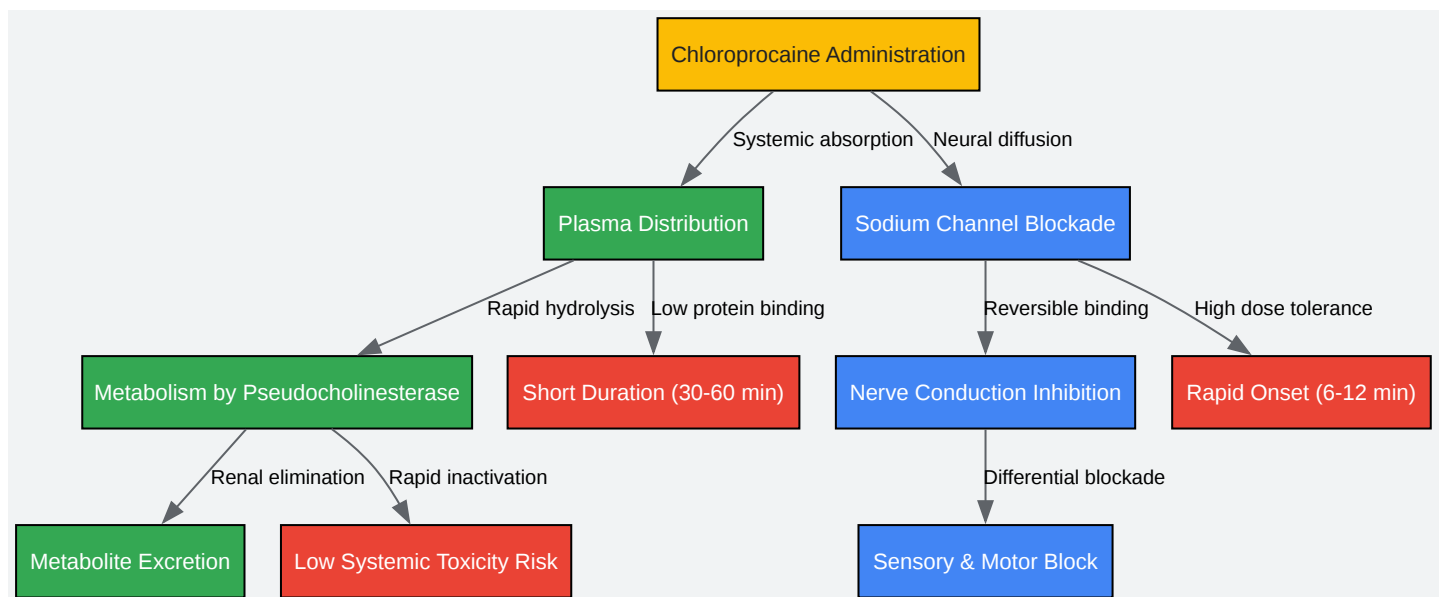 Chloroprocaine Administration
Systemic absorption
Neural diffusion
Plasma Distribution
Sodium Channel Blockade
Rapid hydrolysis
Low protein binding
Reversible binding
High dose tolerance
Metabolism by Pseudocholinesterase
Short Duration (30-60 min)
Nerve Conduction Inhibition
Rapid Onset (6-12 min)
Renal elimination
Rapid inactivation
Differential blockade
Metabolite Excretion
Low Systemic Toxicity Risk
Sensory & Motor Block